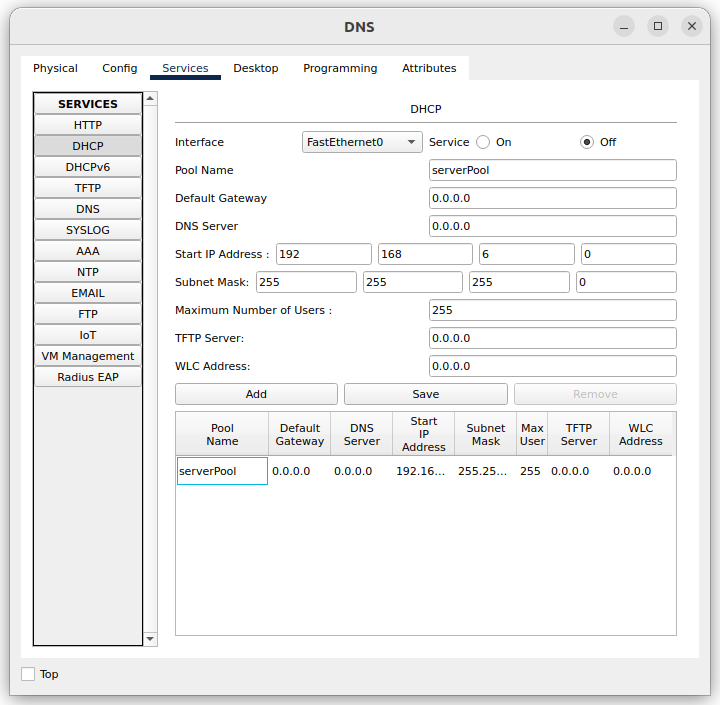 DNS
Physical Config Services Desktop Programming Attributes
SERVICES
HTTP
DHCP
DHCPv6
TFTP
DNS
SYSLOG
AAA
NTP
EMAIL
FTP
IoT
VM Management
Radius EAP
DHCP
Interface FastEthernet0 Service On Off
Pool Name serverPool
Default Gateway 0.0.0.0
DNS Server 0.0.0.0
Start IP Address : 192 168 6 0
Subnet Mask: 255 255 255 0
Maximum Number of Users : 255
TFTP Server: 0.0.0.0
WLC Address: 0.0.0.0
Add Save Remove
Pool Name Default Gateway DNS Server Start IP Address Subnet Mask Max User TFTP Server WLC Address
serverPool 0.0.0.0 0.0.0.0 192.16... 255.25... 255 0.0.0.0 0.0.0.0
Top